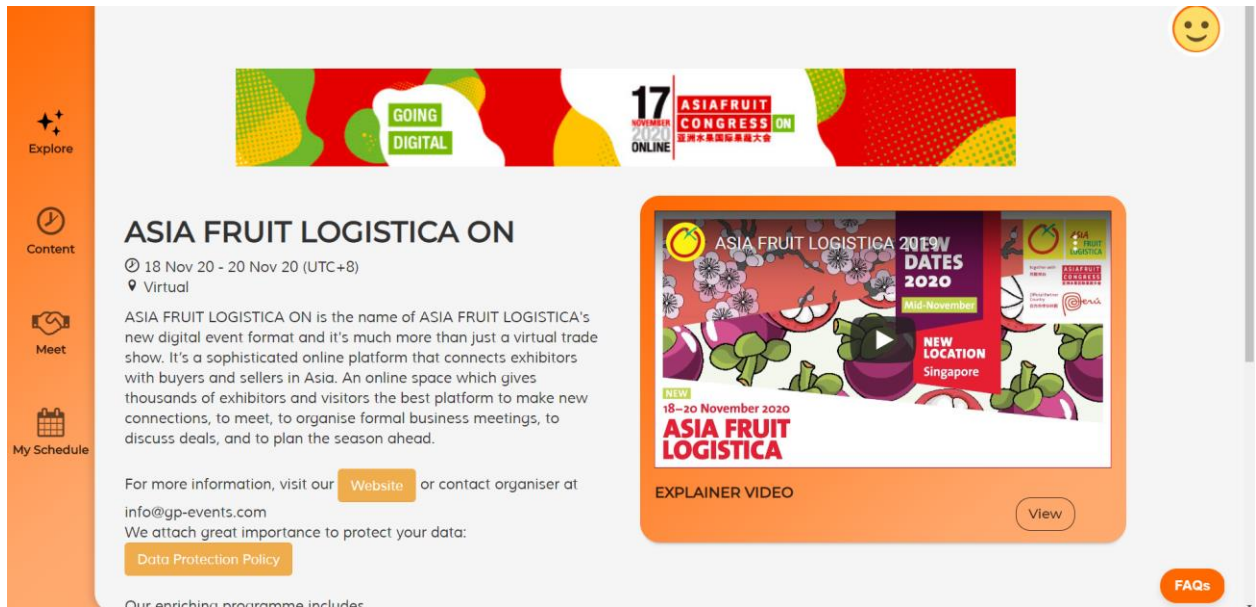 Explore
Content
Meet
My Schedule
GOING
DIGITAL
17
NOVEMBER
2020
ONLINE
ASIAFRUIT
CONGRESS ON
亚洲水果国际果蔬大会
ASIA FRUIT LOGISTICA ON
18 Nov 20 - 20 Nov 20 (UTC+8)
Virtual
ASIA FRUIT LOGISTICA ON is the name of ASIA FRUIT LOGISTICA's
new digital event format and it's much more than just a virtual trade
show. It's a sophisticated online platform that connects exhibitors
with buyers and sellers in Asia. An online space which gives
thousands of exhibitors and visitors the best platform to make new
connections, to meet, to organise formal business meetings, to
discuss deals, and to plan the season ahead.
For more information, visit our Website or contact organiser at
info@gp-events.com
We attach great importance to protect your data:
Data Protection Policy
Our enriching programme includes
ASIA FRUIT LOGISTICA 2019
NEW
DATES
2020
Mid-November
NEW
LOCATION
Singapore
ASIA
FRUIT
LOGISTICA
ASIAFRUIT
CONGRESS
Perú
NEW
18–20 November 2020
ASIA FRUIT
LOGISTICA
EXPLAINER VIDEO
View
FAQs